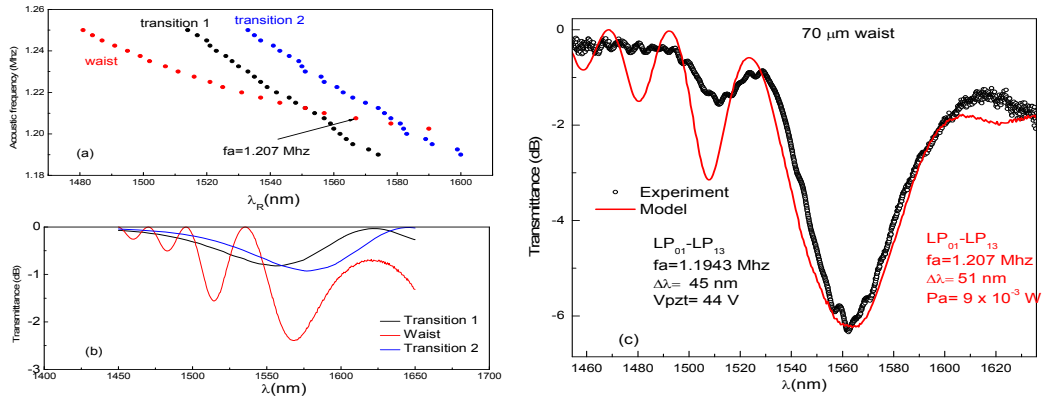 transition 1
transition 2
waist
fa=1.207 Mhz
(a)
Acoustic frequency (Mhz)
1.26
1.24
1.22
1.20
1.18
1480 1500 1520 1540 1560 1580 1600
λ_R(nm)
0
-1
-2
-3
Transmittance (dB)
(b)
Transition 1
Waist
Transition 2
1400 1450 1500 1550 1600 1650 1700
λ(nm)
70 μm waist
0
-2
-4
-6
Transmittance (dB)
Experiment
Model
LP₀₁-LP₁₃
fa=1.1943 Mhz
Δλ= 45 nm
Vpzt= 44 V
LP₀₁-LP₁₃
fa=1.207 Mhz
Δλ= 51 nm
Pa= 9 x 10⁻³ W
(c)
1460 1480 1500 1520 1540 1560 1580 1600 1620
λ(nm)